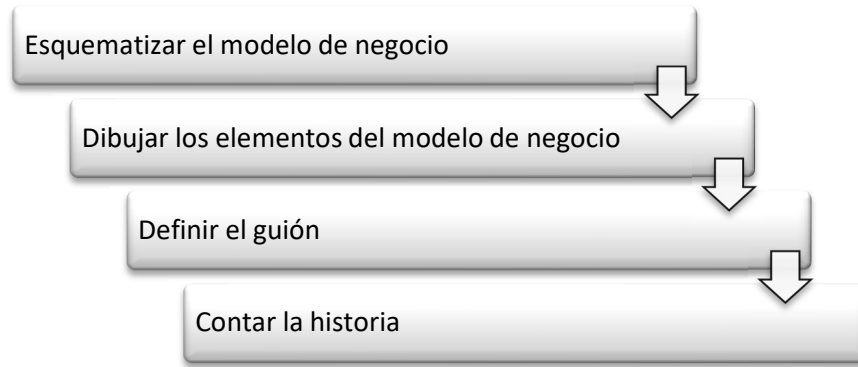 Esquematizar el modelo de negocio
Dibujar los elementos del modelo de negocio
Definir el guión
Contar la historia